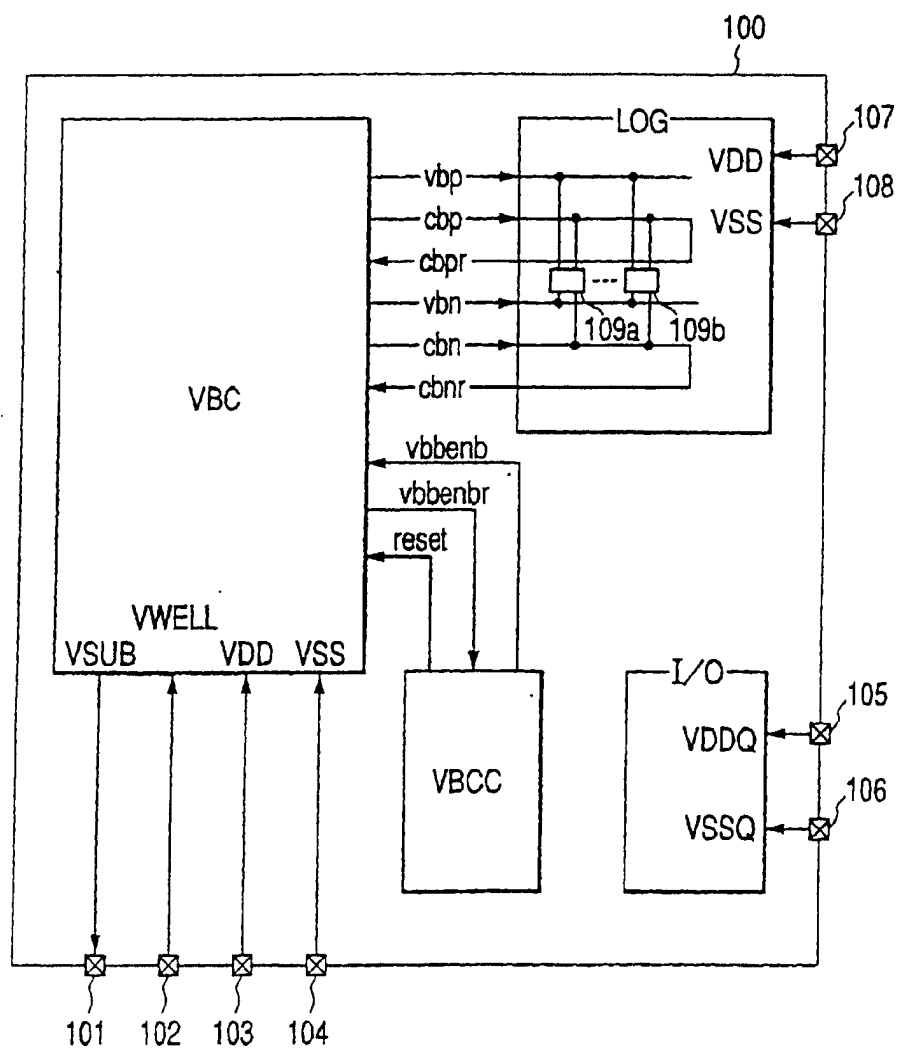 100
LOG
107
VDD
vbp
108
cbp
VSS
cbpr
vbn
109a
109b
cbn
VBC
cbnr
vbbenb
vbbenbr
reset
VWELL
VSUB
VDD
VSS
I/O
105
VDDQ
VBCC
106
VSSQ
101
102
103
104